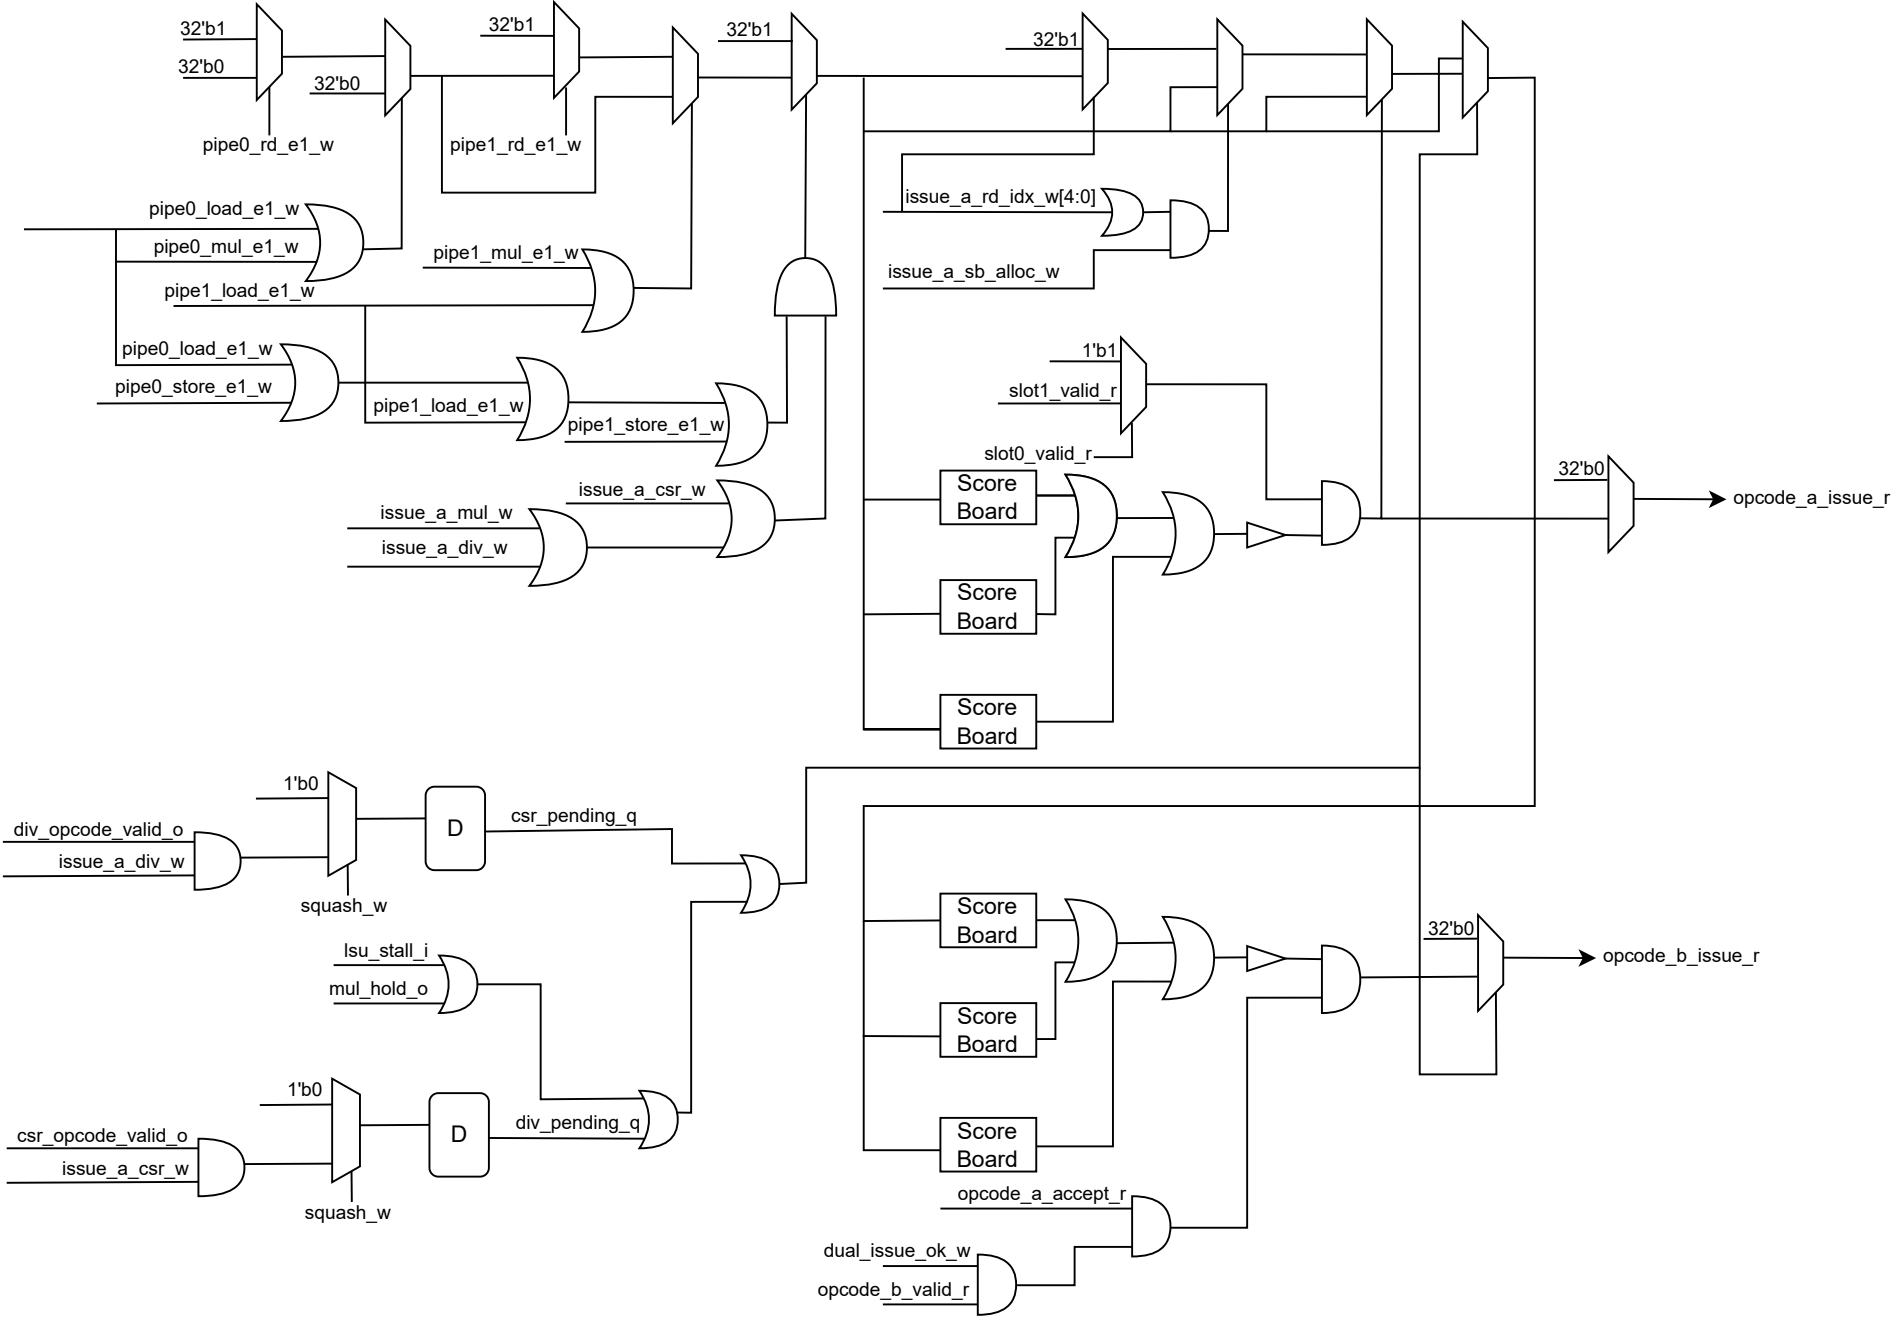 32'b1
32'b0
pipe0_rd_e1_w
32'b0
32'b1
pipe1_rd_e1_w
32'b1
32'b1
pipe0_load_e1_w
pipe0_mul_e1_w
pipe1_load_e1_w
pipe1_mul_e1_w
pipe0_load_e1_w
pipe0_store_e1_w
pipe1_load_e1_w
pipe1_store_e1_w
issue_a_csr_w
issue_a_mul_w
issue_a_div_w
issue_a_rd_idx_w[4:0]
issue_a_sb_alloc_w
1'b1
slot1_valid_r
slot0_valid_r
Score
Board
Score
Board
Score
Board
32'b0
opcode_a_issue_r
1'b0
div_opcode_valid_o
issue_a_div_w
squash_w
D
csr_pending_q
lsu_stall_i
mul_hold_o
1'b0
csr_opcode_valid_o
issue_a_csr_w
squash_w
D
div_pending_q
Score
Board
Score
Board
Score
Board
32'b0
opcode_b_issue_r
opcode_a_accept_r
dual_issue_ok_w
opcode_b_valid_r